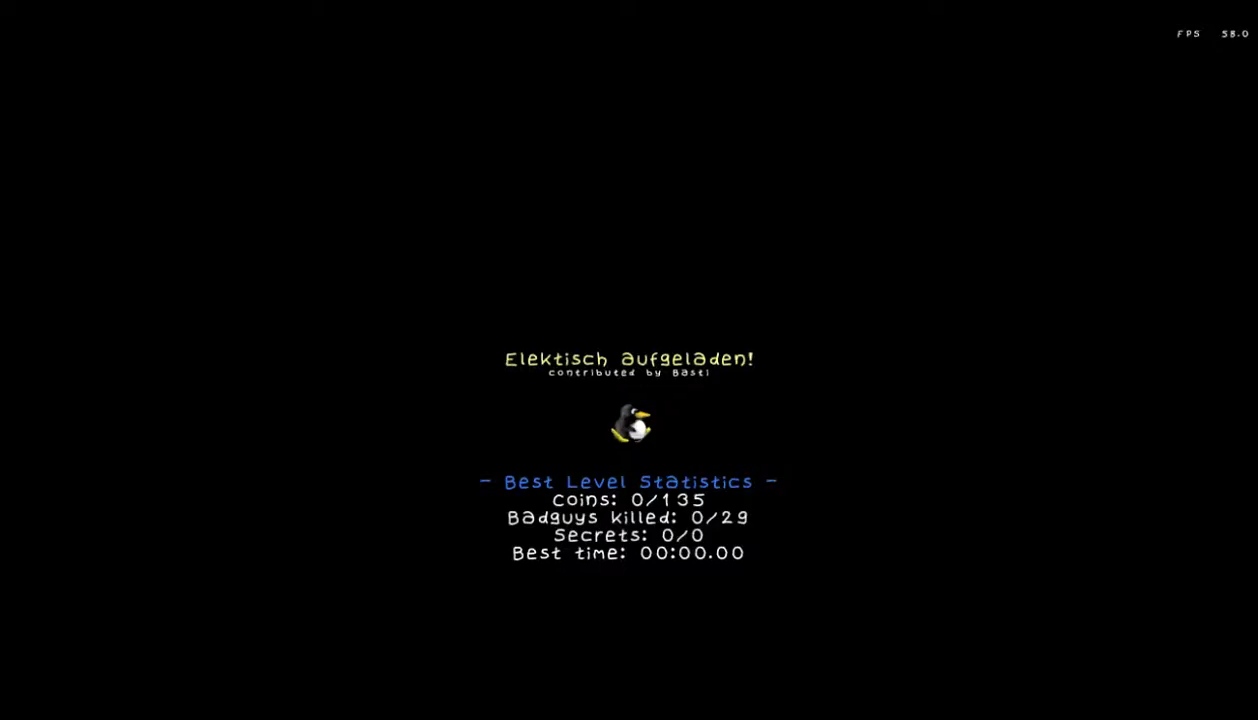 FPS 58.0
Elektisch aufgeladen!
contributed by Basti
- Best Level Statistics -
Coins: 0/135
Badguys killed: 0/29
Secrets: 0/0
Best time: 00:00.00